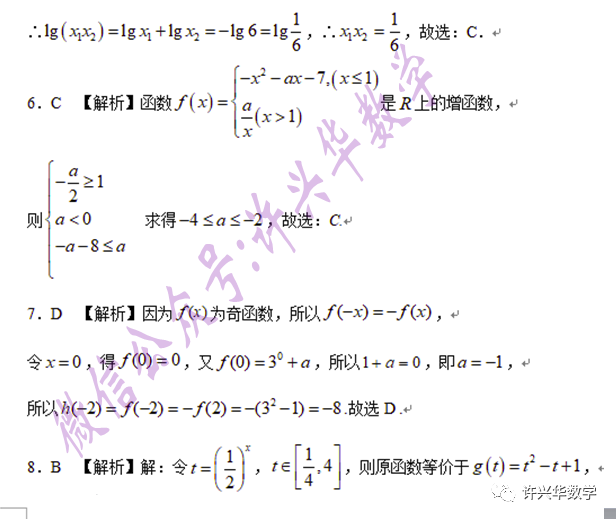 ∴lg(x₁x₂)=lg x₁+lg x₂=−lg 6=lg 1/6，∴x₁x₂=1/6，故选：C．
6．C 【解析】函数 f(x)={−x²−ax−7,(x≤1) a/x(x>1) 是 R 上的增函数，
则{−a/2≥1 a<0 −a−8≤a 求得−4≤a≤−2，故选：C.
7．D 【解析】因为 f(x)为奇函数，所以 f(−x)=−f(x)，
令 x=0，得 f(0)=0，又 f(0)=3⁰+a，所以1+a=0，即a=−1，
所以 h(−2)=f(−2)=−f(2)=−(3²−1)=−8.故选 D.
8．B 【解析】解：令 t=(1/2)ˣ，t∈[1/4,4]，则原函数等价于 g(t)=t²−t+1，
微信公众号:许兴华数学
许兴华数学